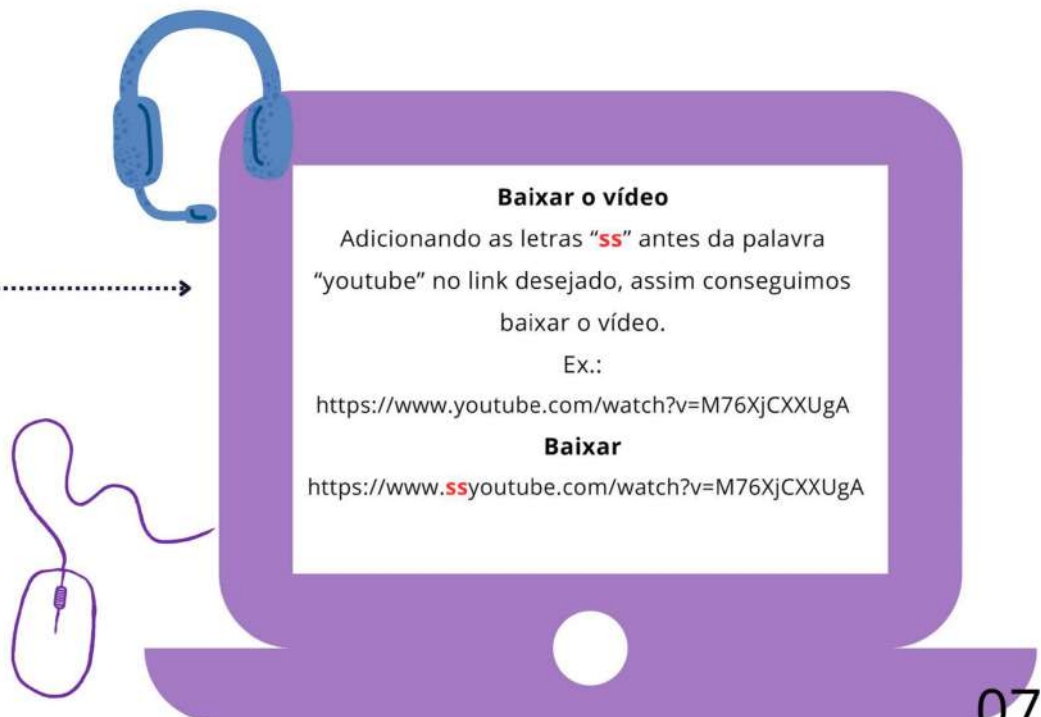 Baixar o vídeo
Adicionando as letras “ss” antes da palavra
“youtube” no link desejado, assim conseguimos
baixar o vídeo.
Ex.:
https://www.youtube.com/watch?v=M76XjCXXUgA
Baixar
https://www.ssyoutube.com/watch?v=M76XjCXXUgA
07